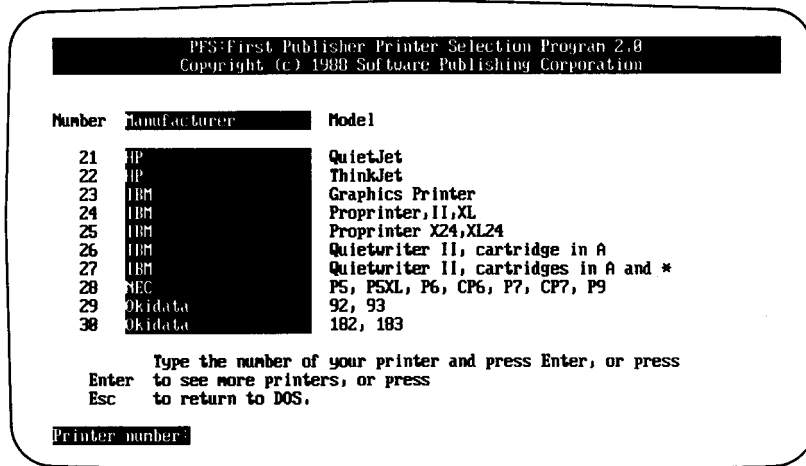 PFS:First Publisher Printer Selection Program 2.0
Copyright (c) 1988 Software Publishing Corporation
Number Manufacturer Model
21 HP QuietJet
22 HP ThinkJet
23 IBM Graphics Printer
24 IBM Proprinter,II,XL
25 IBM Proprinter X24,XL24
26 IBM Quietwriter II, cartridge in A
27 IBM Quietwriter II, cartridges in A and *
28 NEC P5, P5XL, P6, CP6, P7, CP7, P9
29 Okidata 92, 93
30 Okidata 182, 183
Type the number of your printer and press Enter, or press
Enter to see more printers, or press
Esc to return to DOS.
Printer number: